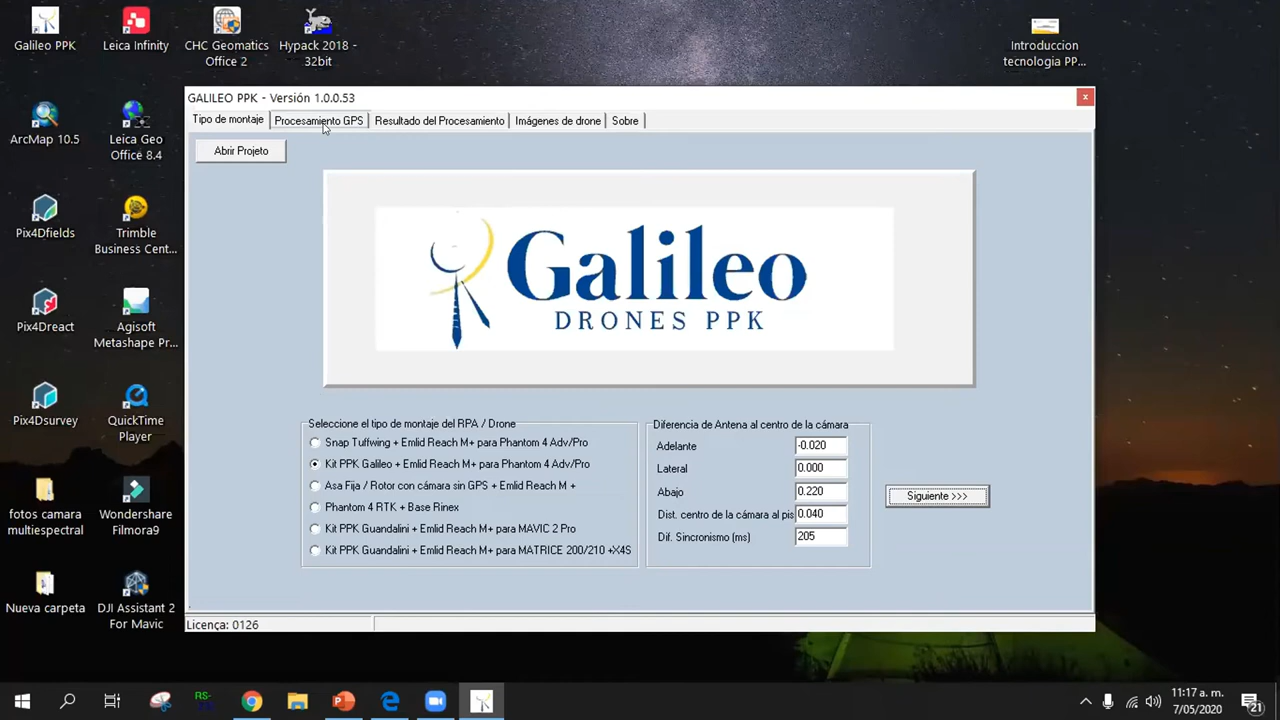 Galileo PPK
Leica Infinity
CHC Geomatics
Office 2
Hypack 2018 -
32bit
Introduccion
tecnologia PP...
ArcMap 10.5
Leica Geo
Office 8.4
Pix4Dfields
Trimble
Business Cent...
Pix4Dreact
Agisoft
Metashape Pr...
Pix4Dsurvey
QuickTime
Player
fotos camara
multiespectral
Wondershare
Filmora9
Nueva carpeta
DJI Assistant 2
For Mavic
GALILEO PPK - Versión 1.0.0.53
x
Tipo de montaje
Procesamiento GPS
Resultado del Procesamiento
Imágenes de drone
Sobre
Abrir Projeto
Galileo
DRONES PPK
Seleccione el tipo de montaje del RPA / Drone
Snap Tuffwing + Emlid Reach M+ para Phantom 4 Adv/Pro
Kit PPK Galileo + Emlid Reach M+ para Phantom 4 Adv/Pro
Asa Fija / Rotor con cámara sin GPS + Emlid Reach M +
Phantom 4 RTK + Base Rinex
Kit PPK Guandalini + Emlid Reach M+ para MAVIC 2 Pro
Kit PPK Guandalini + Emlid Reach M+ para MATRICE 200/210 +X4S
Diferencia de Antena al centro de la cámara
Adelante -0.020
Lateral 0.000
Abajo 0.220
Dist. centro de la cámara al pis 0.040
Dif. Sincronismo (ms) 205
Siguiente >>>
Licença: 0126
RS-
11:17 a. m.
7/05/2020
21